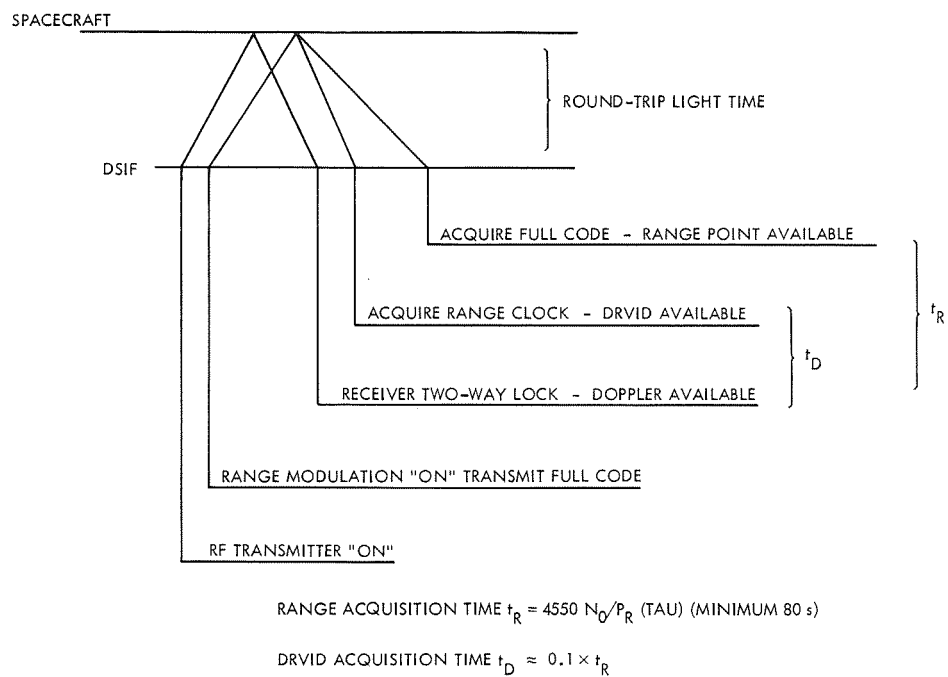 SPACECRAFT
ROUND-TRIP LIGHT TIME
DSIF
ACQUIRE FULL CODE - RANGE POINT AVAILABLE
t_R
ACQUIRE RANGE CLOCK - DRVID AVAILABLE
t_D
RECEIVER TWO-WAY LOCK - DOPPLER AVAILABLE
RANGE MODULATION "ON" TRANSMIT FULL CODE
RF TRANSMITTER "ON"
RANGE ACQUISITION TIME t_R = 4550 N_0/P_R (TAU) (MINIMUM 80 s)
DRVID ACQUISITION TIME t_D ≈ 0.1 × t_R